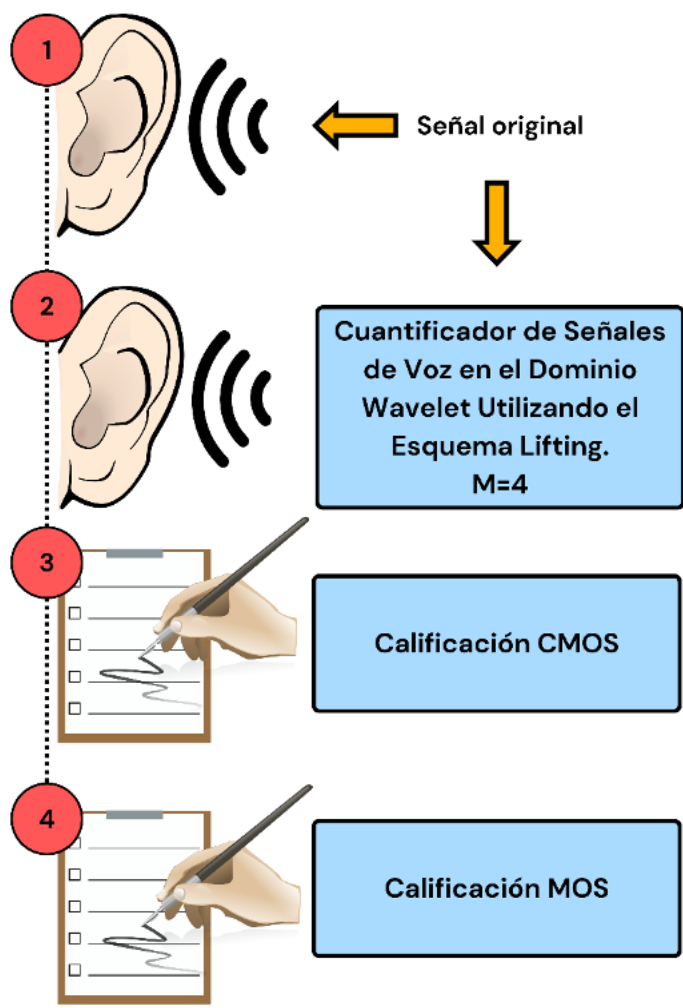 1
Señal original
2
Cuantificador de Señales
de Voz en el Dominio
Wavelet Utilizando el
Esquema Lifting.
M=4
3
Calificación CMOS
4
Calificación MOS